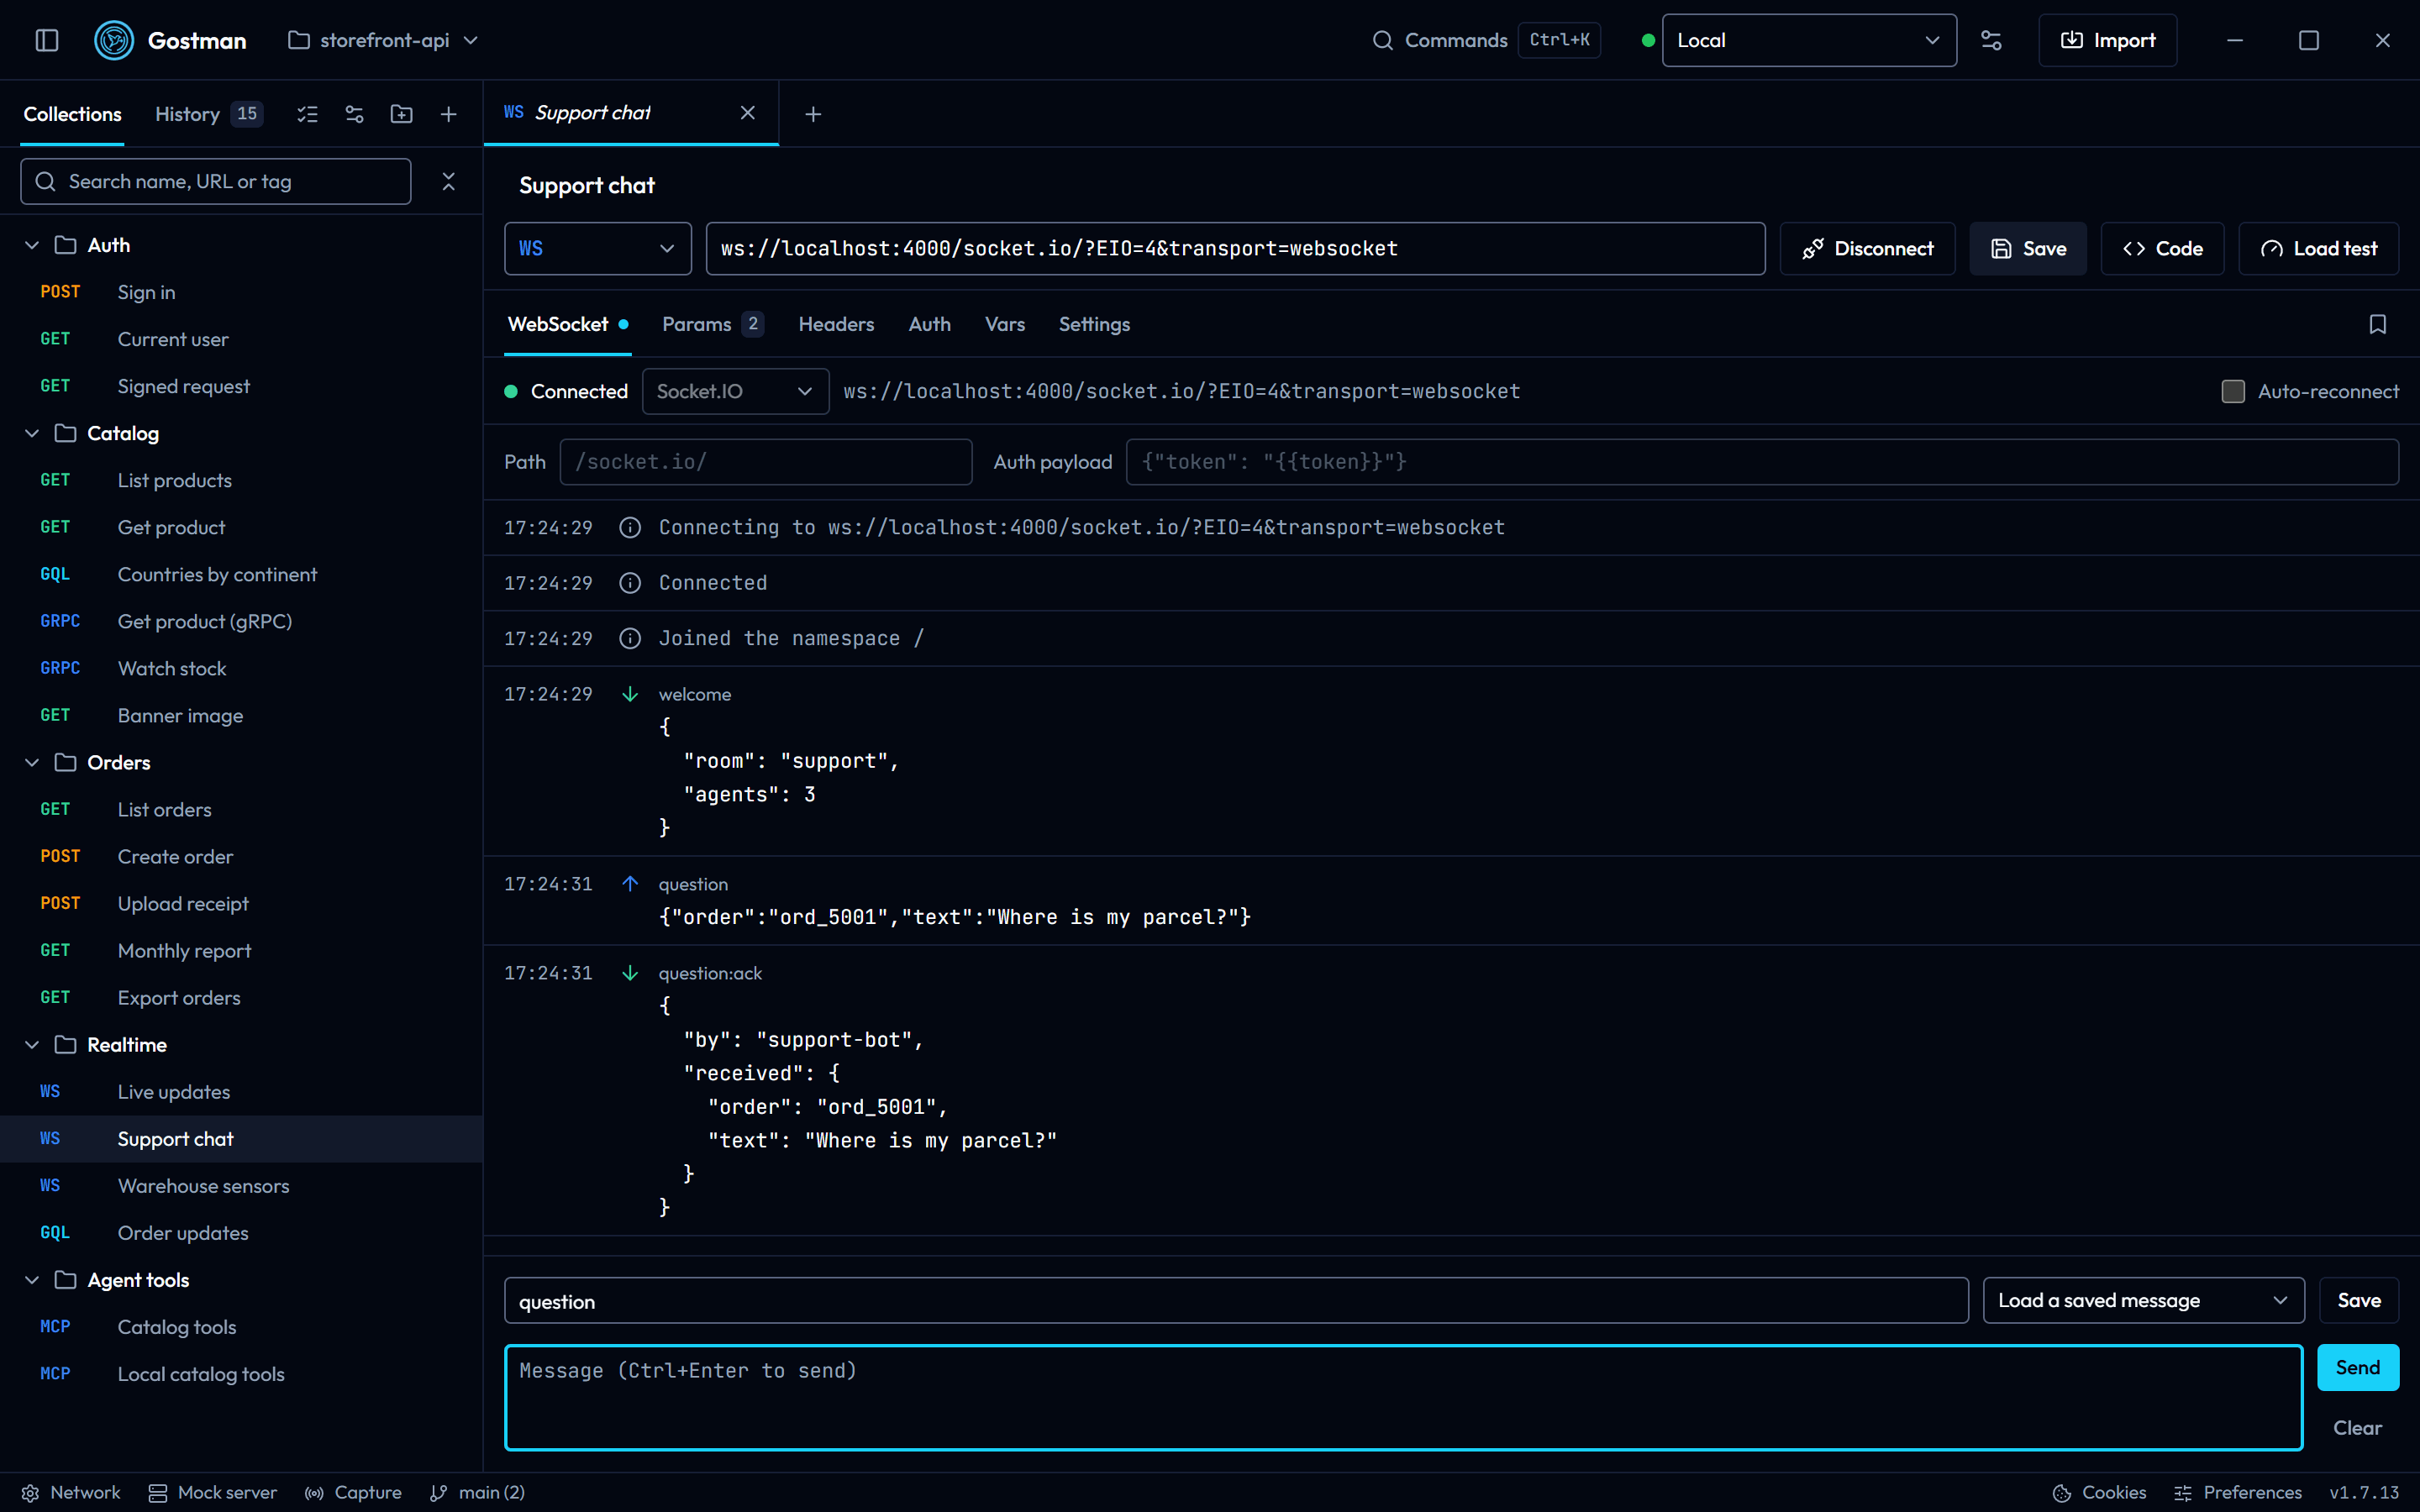 Gostman
storefront-api
Commands
Ctrl+K
Local
Import
Collections
History 15
WS Support chat
Search name, URL or tag
Auth
POST Sign in
GET Current user
GET Signed request
Catalog
GET List products
GET Get product
GQL Countries by continent
GRPC Get product (gRPC)
GRPC Watch stock
GET Banner image
Orders
GET List orders
POST Create order
POST Upload receipt
GET Monthly report
GET Export orders
Realtime
WS Live updates
WS Support chat
WS Warehouse sensors
GQL Order updates
Agent tools
MCP Catalog tools
MCP Local catalog tools
Support chat
WS
ws://localhost:4000/socket.io/?EIO=4&transport=websocket
Disconnect
Save
Code
Load test
WebSocket
Params 2
Headers
Auth
Vars
Settings
Connected
Socket.IO
ws://localhost:4000/socket.io/?EIO=4&transport=websocket
Auto-reconnect
Path
/socket.io/
Auth payload
{"token": "{{token}}"}
17:24:29 Connecting to ws://localhost:4000/socket.io/?EIO=4&transport=websocket
17:24:29 Connected
17:24:29 Joined the namespace /
17:24:29 welcome
{
"room": "support",
"agents": 3
}
17:24:31 question
{"order":"ord_5001","text":"Where is my parcel?"}
17:24:31 question:ack
{
"by": "support-bot",
"received": {
"order": "ord_5001",
"text": "Where is my parcel?"
}
}
question
Load a saved message
Save
Message (Ctrl+Enter to send)
Send
Clear
Network
Mock server
Capture
main (2)
Cookies
Preferences
v1.7.13